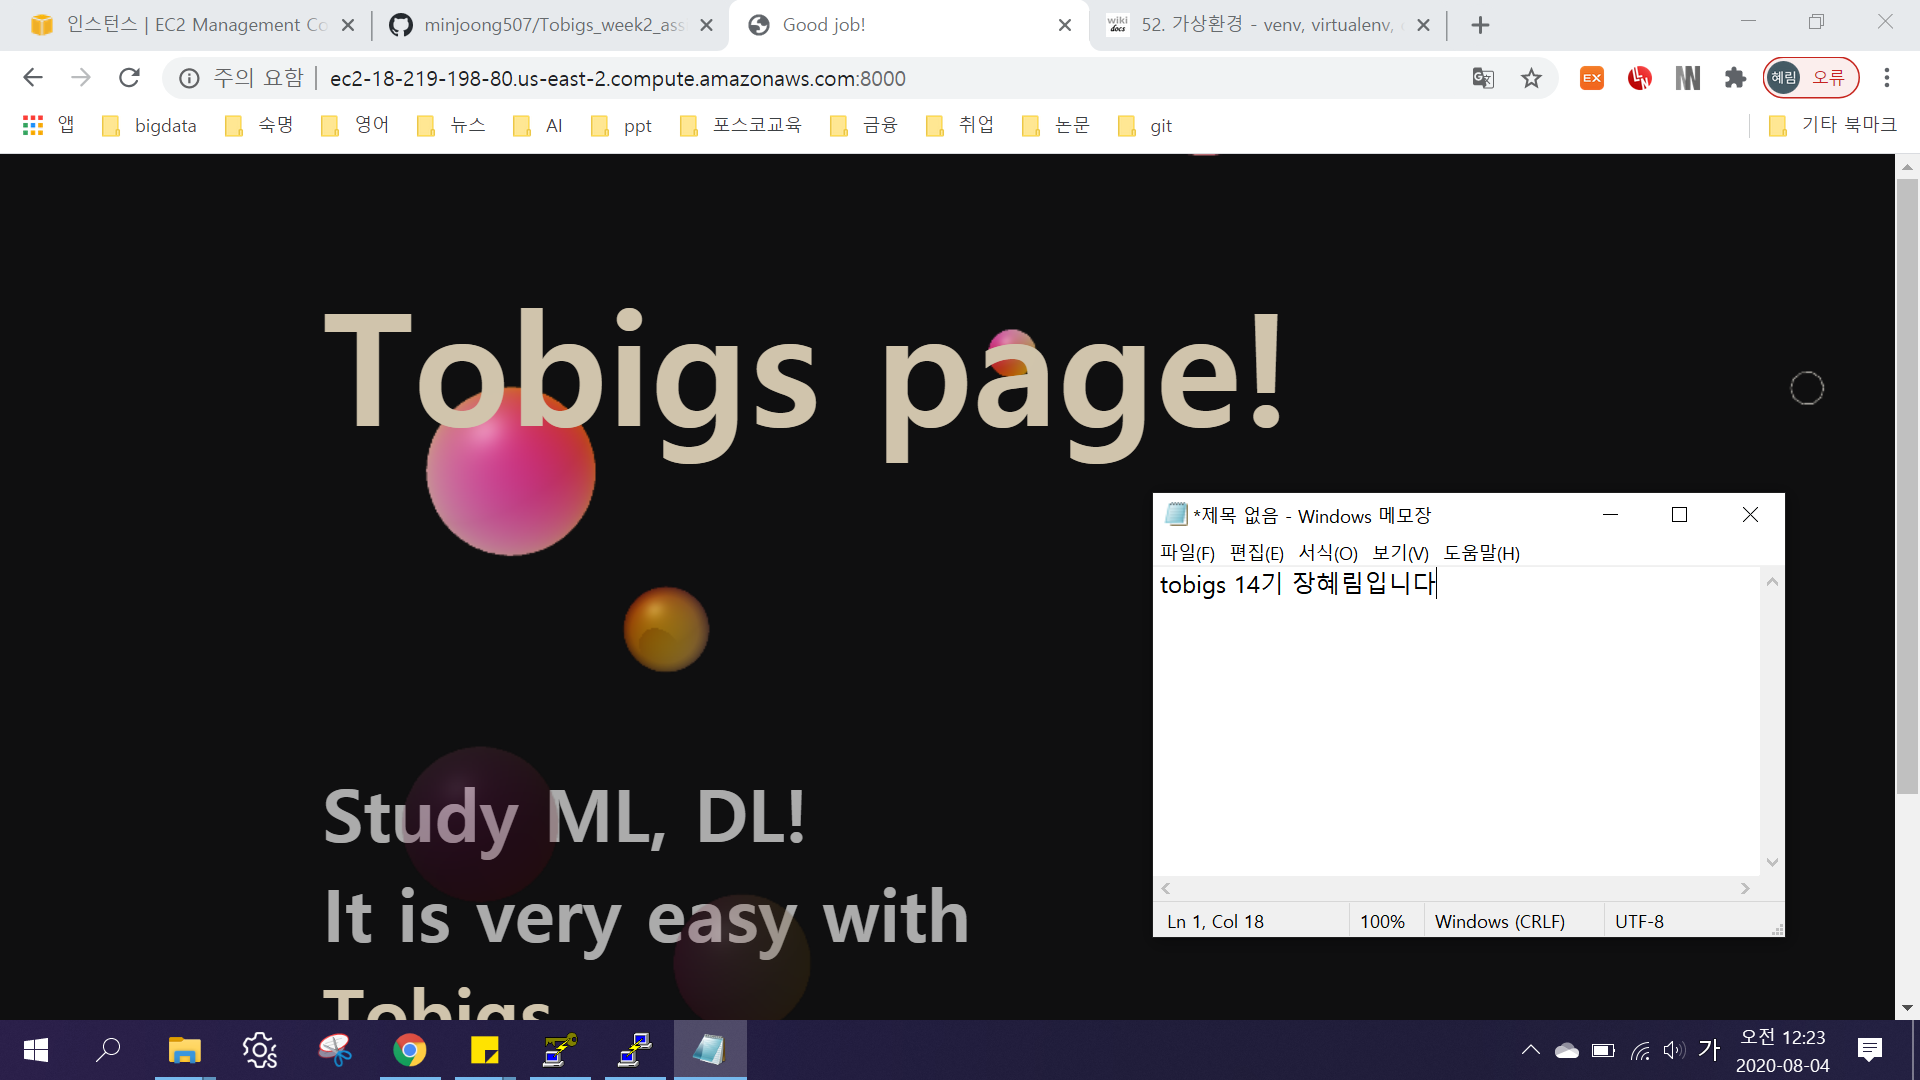 인스턴스 | EC2 Management Co
minjoong507/Tobigs_week2_ass
Good job!
wiki docs
52. 가상환경 - venv, virtualenv,
주의 요함 | ec2-18-219-198-80.us-east-2.compute.amazonaws.com:8000
EX
혜림 오류
앱 bigdata 숙명 영어 뉴스 AI ppt 포스코교육 금융 취업 논문 git 기타 북마크
Tobigs page!
*제목 없음 - Windows 메모장
파일(F) 편집(E) 서식(O) 보기(V) 도움말(H)
tobigs 14기 장혜림입니다
Ln 1, Col 18 100% Windows (CRLF) UTF-8
Study ML, DL!
It is very easy with
Tobigs
가
오전 12:23
2020-08-04